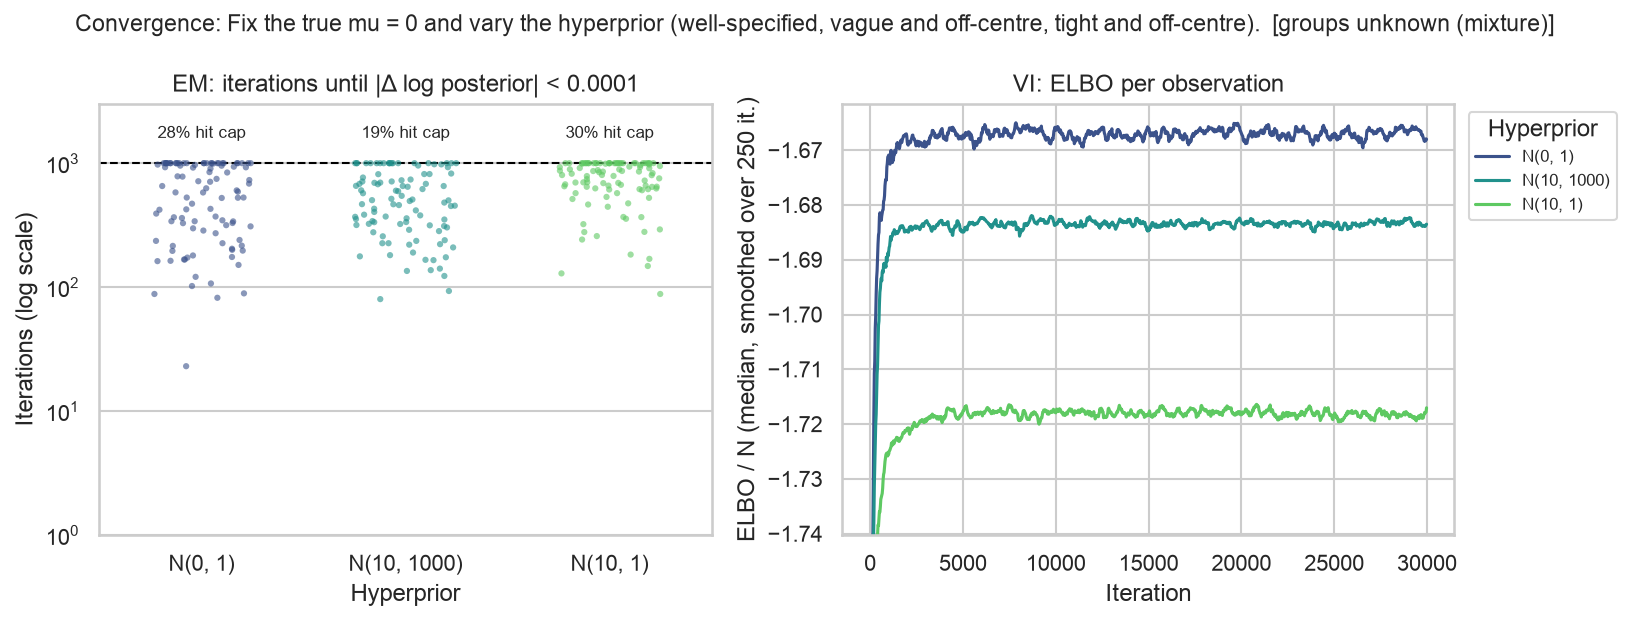 Convergence: Fix the true mu = 0 and vary the hyperprior (well-specified, vague and off-centre, tight and off-centre).  [groups unknown (mixture)]
EM: iterations until |Δ log posterior| < 0.0001
Iterations (log scale)
10³
10²
10¹
10⁰
28% hit cap
19% hit cap
30% hit cap
N(0, 1)
N(10, 1000)
N(10, 1)
Hyperprior
VI: ELBO per observation
ELBO / N (median, smoothed over 250 it.)
−1.67
−1.68
−1.69
−1.70
−1.71
−1.72
−1.73
−1.74
0
5000
10000
15000
20000
25000
30000
Iteration
Hyperprior
N(0, 1)
N(10, 1000)
N(10, 1)